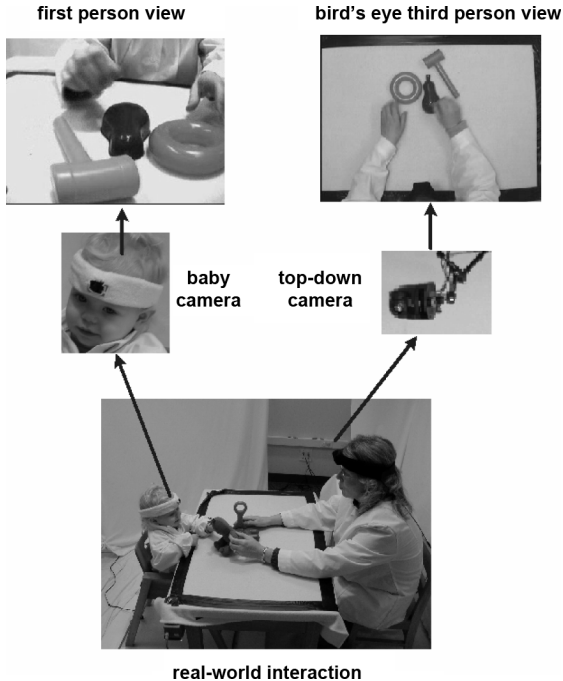 first person view
bird's eye third person view
baby
camera
top-down
camera
real-world interaction